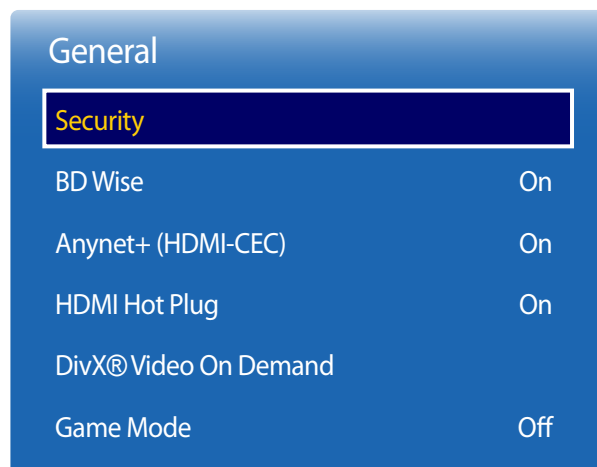 General
Security
BD Wise On
Anynet+ (HDMI-CEC) On
HDMI Hot Plug On
DivX® Video On Demand
Game Mode Off